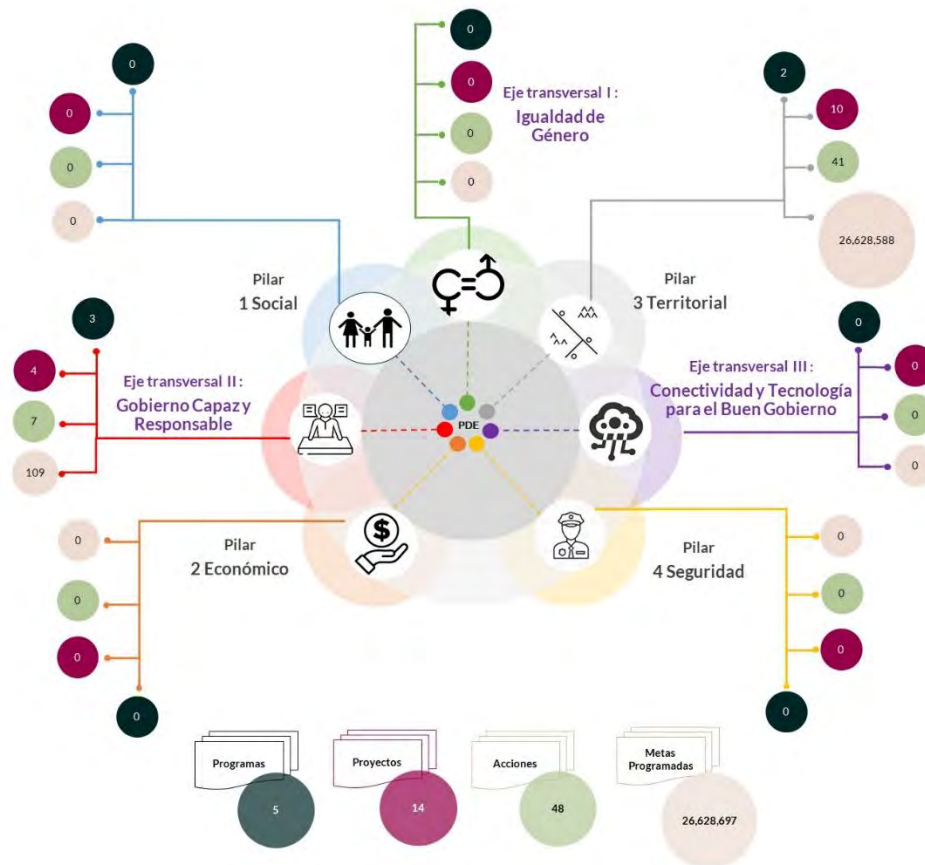 0
0
0
0
0
0
0
0
Eje transversal I :
Igualdad de
Género
2
10
41
26,628,588
Pilar
1 Social
Pilar
3 Territorial
3
4
7
109
Eje transversal II :
Gobierno Capaz y
Responsable
PDE
Eje transversal III :
Conectividad y Tecnología
para el Buen Gobierno
0
0
0
0
0
0
0
0
Pilar
2 Económico
$
Pilar
4 Seguridad
0
0
0
0
Programas
5
Proyectos
14
Acciones
48
Metas
Programadas
26,628,697